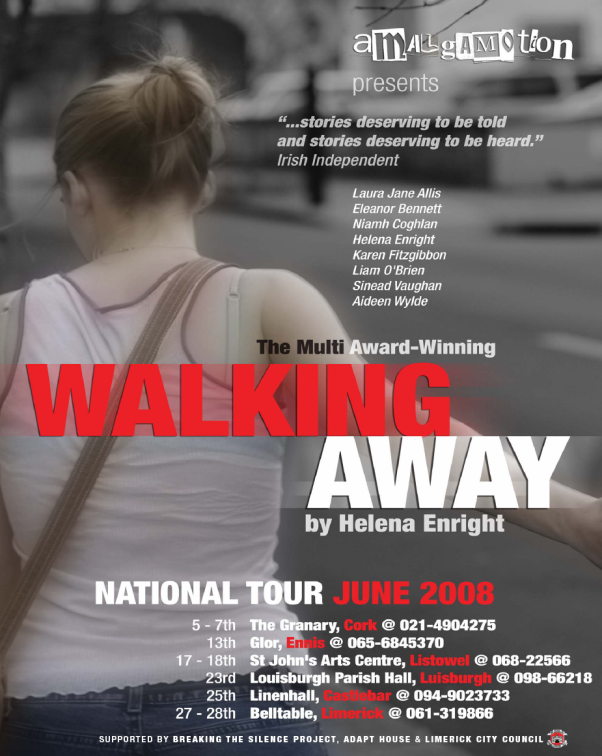 aMALLgAMOtion
presents
“...stories deserving to be told
and stories deserving to be heard.”
Irish Independent
Laura Jane Allis
Eleanor Bennett
Niamh Coghlan
Helena Enright
Karen Fitzgibbon
Liam O'Brien
Sinead Vaughan
Aideen Wylde
The Multi Award-Winning
WALKING
AWAY
by Helena Enright
NATIONAL TOUR JUNE 2008
5 - 7th The Granary, Cork @ 021-4904275
13th Glor, Ennis @ 065-6845370
17 - 18th St John's Arts Centre, Listowel @ 068-22566
23rd Louisburgh Parish Hall, Luisburgh @ 098-66218
25th Linenhall, Castlebar @ 094-9023733
27 - 28th Belltable, Limerick @ 061-319866
SUPPORTED BY BREAKING THE SILENCE PROJECT, ADAPT HOUSE & LIMERICK CITY COUNCIL